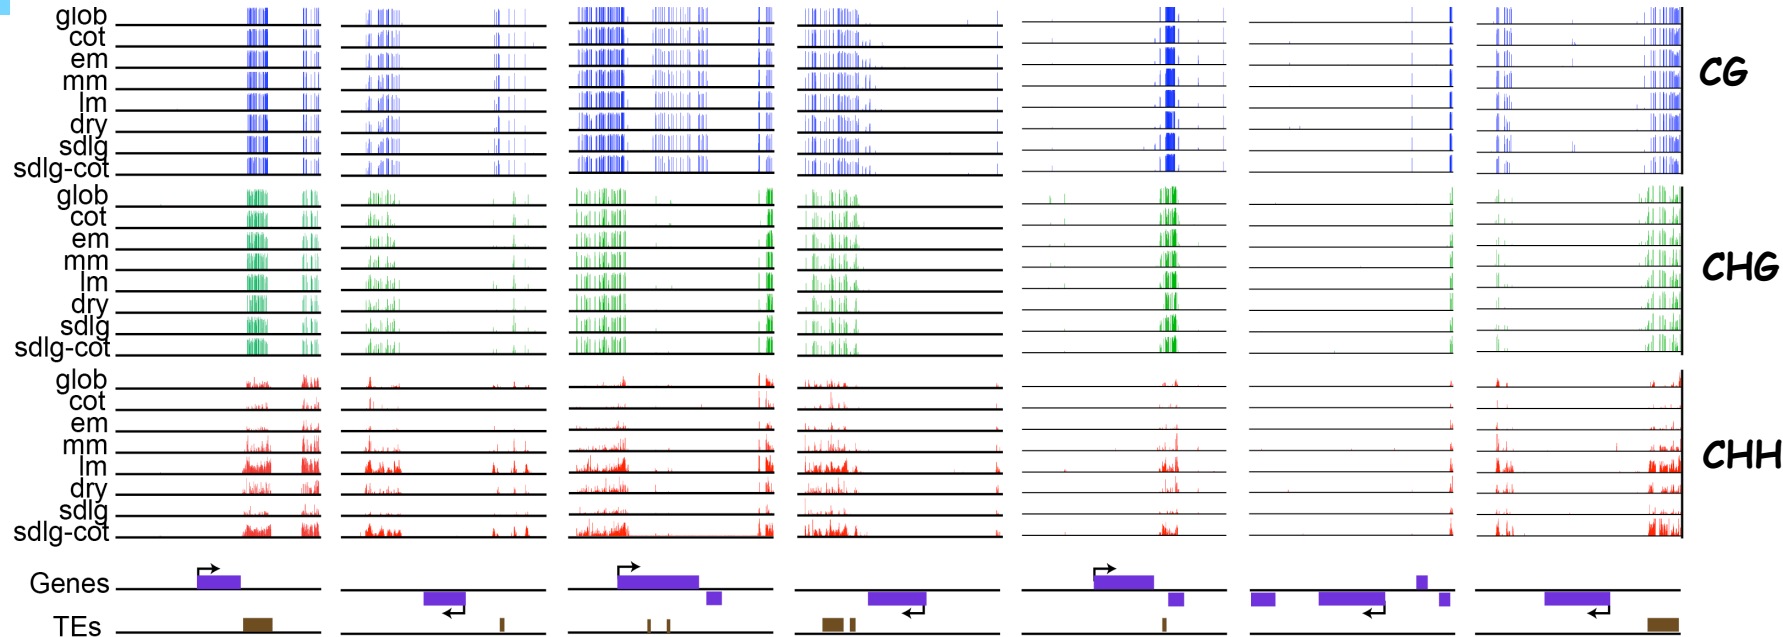 glob
cot
em
mm
lm
dry
sdlg
sdlg-cot
CG
glob
cot
em
mm
lm
dry
sdlg
sdlg-cot
CHG
glob
cot
em
mm
lm
dry
sdlg
sdlg-cot
CHH
Genes
TEs